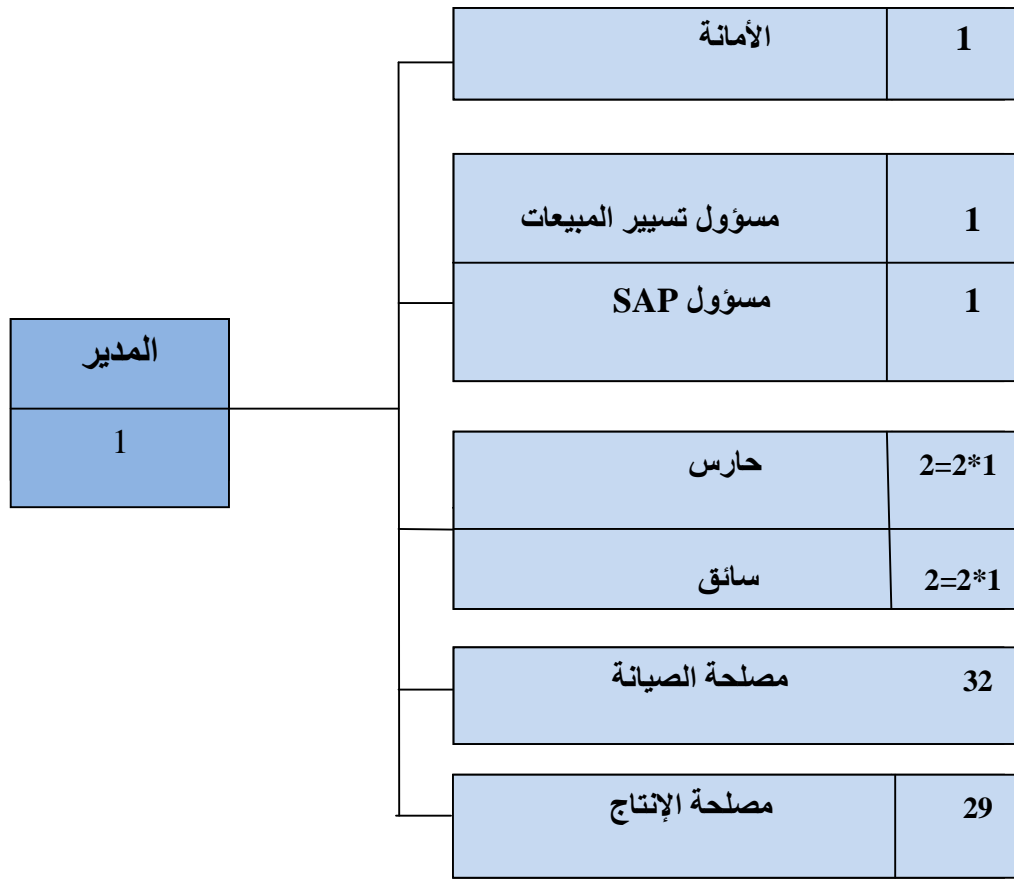 الأمانة 1
مسؤول تسيير المبيعات 1
مسؤول SAP 1
المدير
1
حارس 2=2*1
سائق 2=2*1
مصلحة الصيانة 32
مصلحة الإنتاج 29